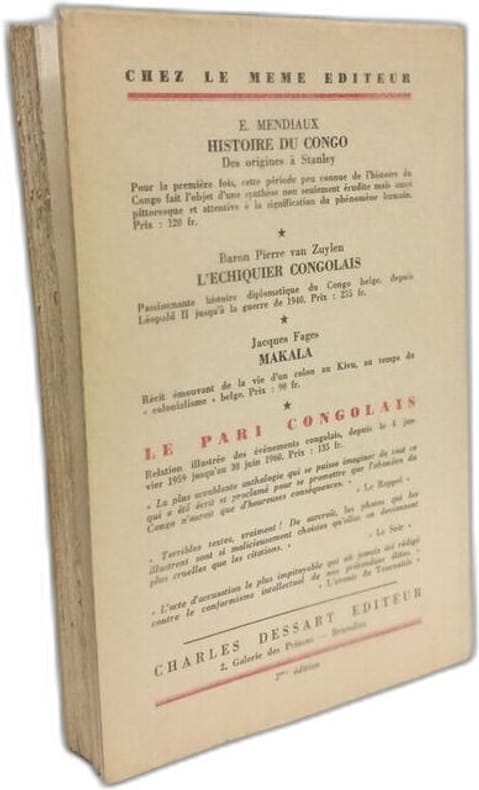 CHEZ LE MEME EDITEUR
E. MENDIAUX
HISTOIRE DU CONGO
Des origines à Stanley
Pour la première fois, cette période peu connue de l'histoire du
Congo fait l'objet d'une synthèse non seulement érudite mais aussi
pittoresque et attentive à la signification du phénomène humain.
Prix : 120 fr.
★
Baron Pierre van Zuylen
L'ECHIQUIER CONGOLAIS
Passionnante histoire diplomatique du Congo belge, depuis
Léopold II jusqu'à la guerre de 1940. Prix : 255 fr.
★
Jacques Fages
MAKALA
Récit émouvant de la vie d'un colon au Kivu, au temps du
« colonialisme » belge. Prix : 90 fr.
★
LE PARI CONGOLAIS
Relation illustrée des événements congolais, depuis le 4 jan-
vier 1959 jusqu'au 30 juin 1960. Prix : 135 fr.
« La plus accablante anthologie qui se puisse imaginer de tout ce
qui a été écrit et proclamé pour se promettre que l'abandon du
Congo n'aurait que d'heureuses conséquences. »
« Le Rappel »
« Terribles textes, vraiment ! De surcroît, les photos qui les
illustrent sont si malicieusement choisies qu'elles en deviennent
plus cruelles que les citations. »
« Le Soir »
« L'acte d'accusation le plus impitoyable qui ait jamais été rédigé
contre le conformisme intellectuel de nos prétendues élites. »
« L'avenir du Tournaisis »
CHARLES DESSART EDITEUR
2, Galerie des Princes — Bruxelles
2me édition